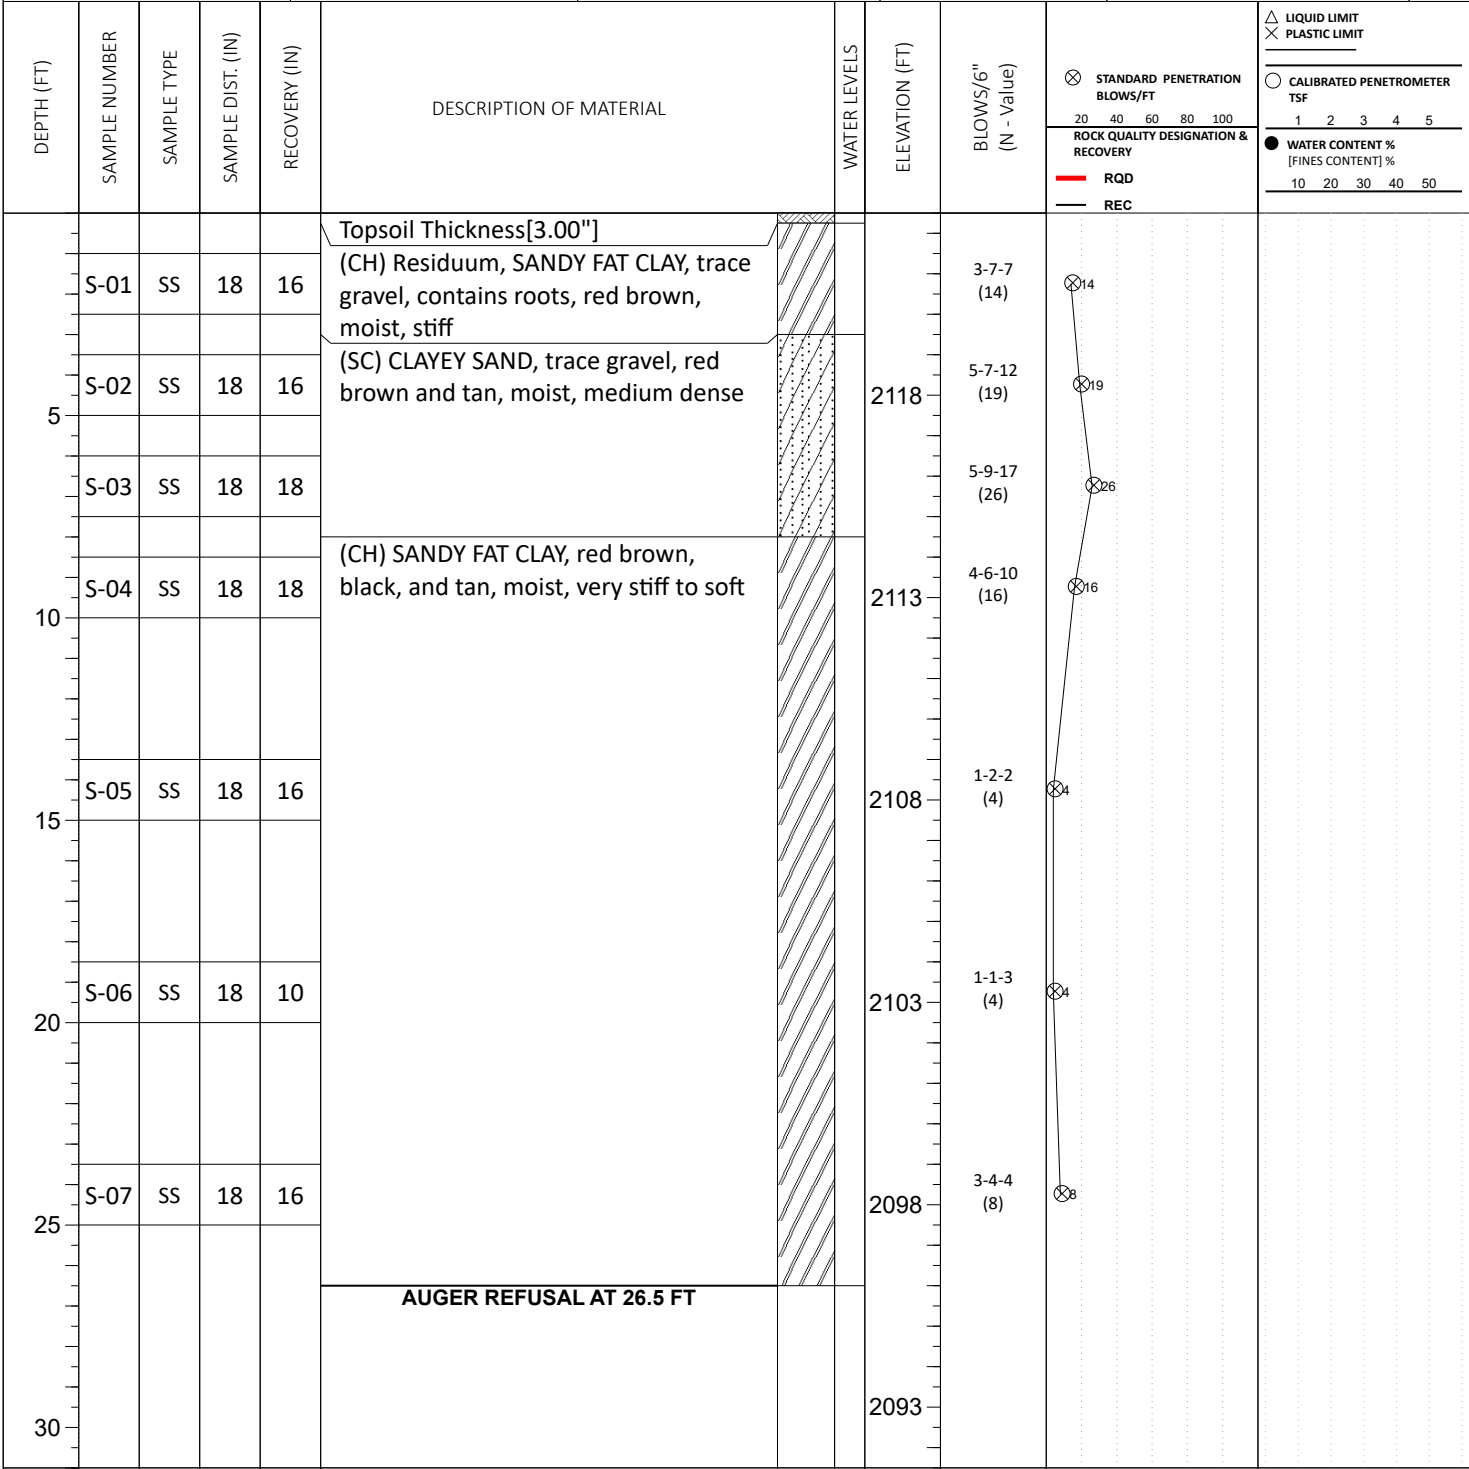 DEPTH (FT)
SAMPLE NUMBER
SAMPLE TYPE
SAMPLE DIST. (IN)
RECOVERY (IN)
DESCRIPTION OF MATERIAL
WATER LEVELS
ELEVATION (FT)
BLOWS/6"
(N - Value)
STANDARD PENETRATION
BLOWS/FT
20 40 60 80 100
ROCK QUALITY DESIGNATION &
RECOVERY
RQD
REC
LIQUID LIMIT
PLASTIC LIMIT
CALIBRATED PENETROMETER
TSF
1 2 3 4 5
WATER CONTENT %
[FINES CONTENT] %
10 20 30 40 50
Topsoil Thickness[3.00"]
(CH) Residuum, SANDY FAT CLAY, trace
gravel, contains roots, red brown,
moist, stiff
S-01 SS 18 16
3-7-7
(14)
14
(SC) CLAYEY SAND, trace gravel, red
brown and tan, moist, medium dense
S-02 SS 18 16
2118
5-7-12
(19)
19
5
S-03 SS 18 18
5-9-17
(26)
26
(CH) SANDY FAT CLAY, red brown,
black, and tan, moist, very stiff to soft
S-04 SS 18 18
2113
4-6-10
(16)
16
10
S-05 SS 18 16
2108
1-2-2
(4)
4
15
S-06 SS 18 10
2103
1-1-3
(4)
4
20
S-07 SS 18 16
2098
3-4-4
(8)
8
25
AUGER REFUSAL AT 26.5 FT
2093
30